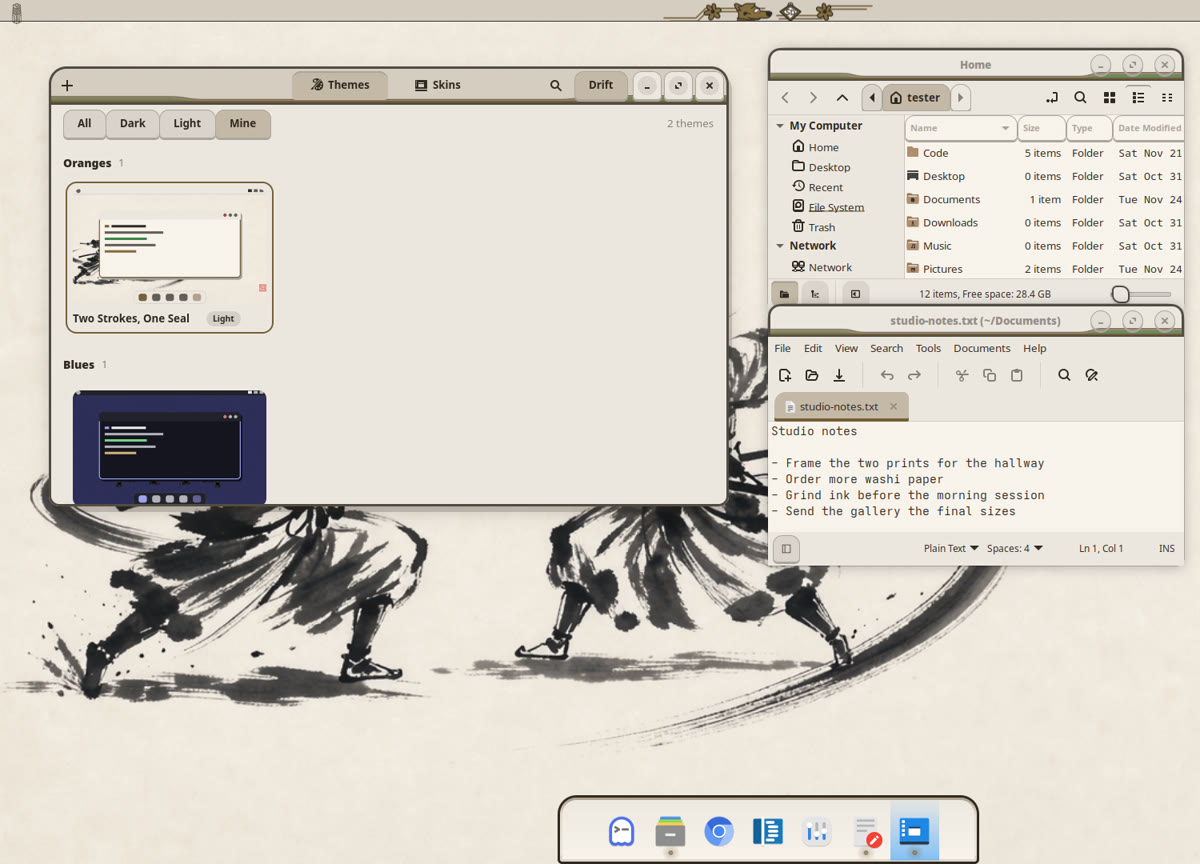 Themes
Skins
Drift
All
Dark
Light
Mine
2 themes
Oranges 1
Two Strokes, One Seal
Light
Blues 1
Home
tester
My Computer
Home
Desktop
Recent
File System
Trash
Network
Network
Name
Size
Type
Date Modified
Code 5 items Folder Sat Nov 21
Desktop 0 items Folder Sat Oct 31
Documents 1 item Folder Tue Nov 24
Downloads 0 items Folder Sat Oct 31
Music 0 items Folder Sat Oct 31
Pictures 2 items Folder Tue Nov 24
12 items, Free space: 28.4 GB
studio-notes.txt (~/Documents)
File Edit View Search Tools Documents Help
studio-notes.txt
Studio notes
- Frame the two prints for the hallway
- Order more washi paper
- Grind ink before the morning session
- Send the gallery the final sizes
Plain Text
Spaces: 4
Ln 1, Col 1
INS